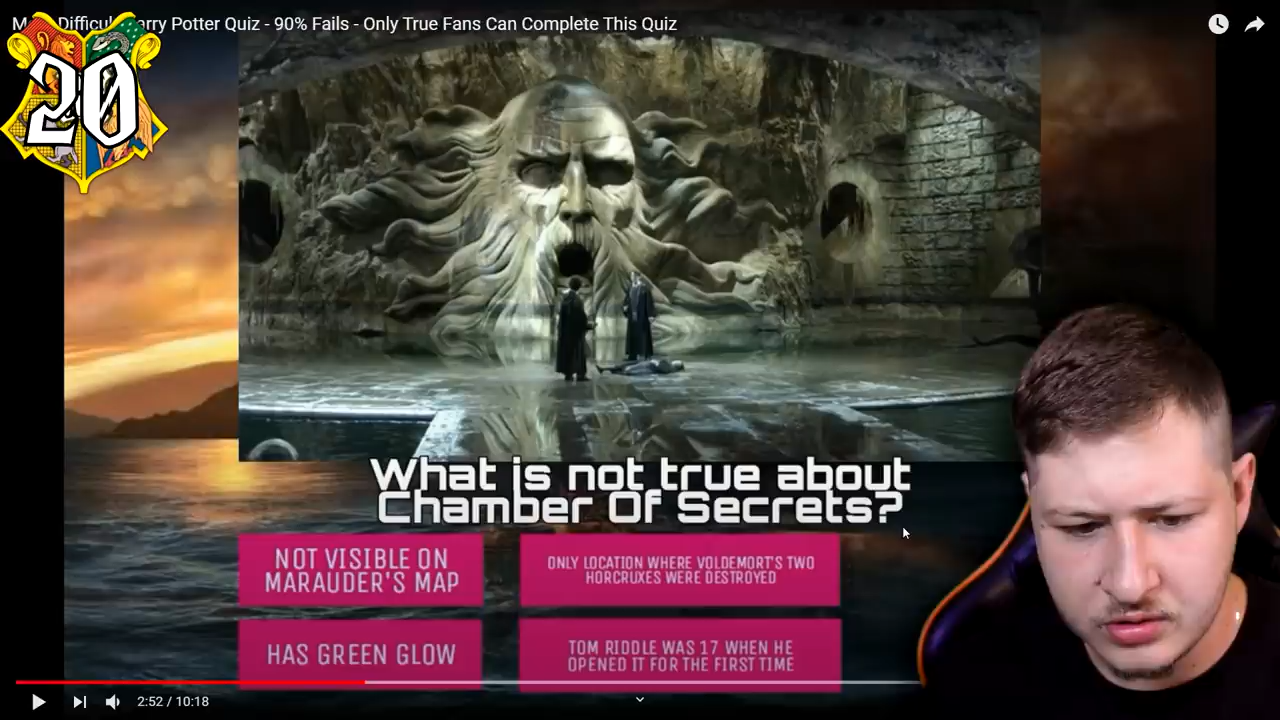 Difficul
arry Potter Quiz - 90% Fails - Only True Fans Can Complete This Quiz
20
What is not true about
Chamber Of Secrets?
NOT VISIBLE ON
MARAUDER'S MAP
ONLY LOCATION WHERE VOLDEMORT'S TWO
HORCRUXES WERE DESTROYED
HAS GREEN GLOW
TOM RIDDLE WAS 17 WHEN HE
OPENED IT FOR THE FIRST TIME
2:52 / 10:18